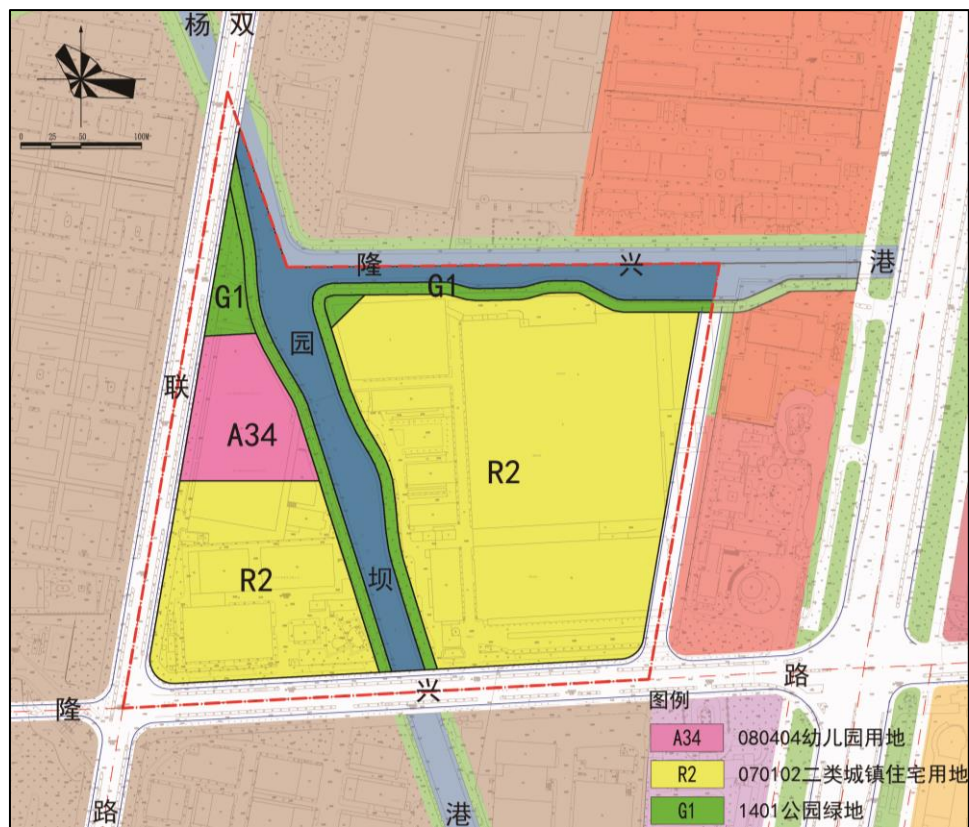 杨 双
0 25 50 100M
隆 兴 港
G1
G1
园
联
A34
R2
R2
坝
兴 路
隆
图例
A34 080404幼儿园用地
R2 070102二类城镇住宅用地
G1 1401公园绿地
路
港